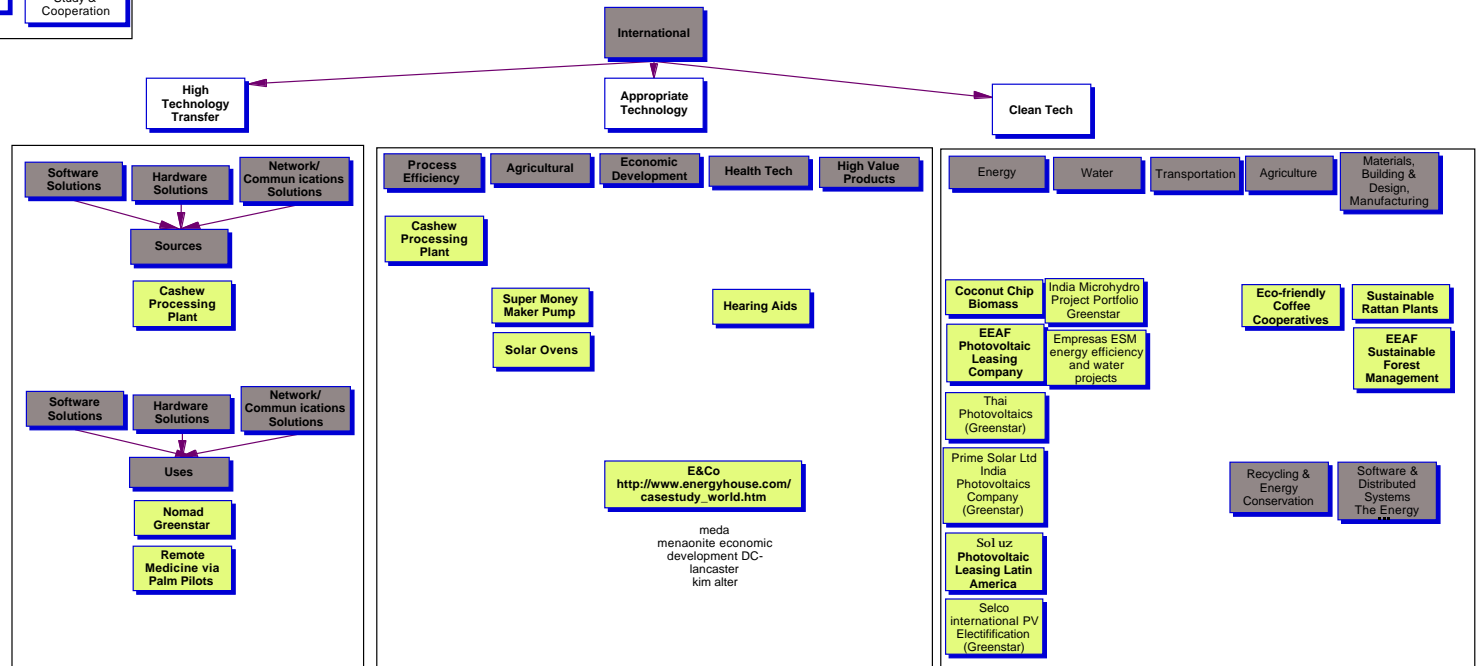 Study &
Cooperation
International
High
Technology
Transfer
Appropriate
Technology
Clean Tech
Software
Solutions
Hardware
Solutions
Network/
Commun ications
Solutions
Sources
Cashew
Processing
Plant
Software
Solutions
Hardware
Solutions
Network/
Commun ications
Solutions
Uses
Nomad
Greenstar
Remote
Medicine via
Palm Pilots
Process
Efficiency
Agricultural
Economic
Development
Health Tech
High Value
Products
Cashew
Processing
Plant
Super Money
Maker Pump
Solar Ovens
Hearing Aids
E&Co
http://www.energyhouse.com/
casestudy_world.htm
meda
menaonite economic
development DC-
lancaster
kim alter
Energy
Water
Transportation
Agriculture
Materials,
Building &
Design,
Manufacturing
Coconut Chip
Biomass
EEAF
Photovoltaic
Leasing
Company
Thai
Photovoltaics
(Greenstar)
Prime Solar Ltd
India
Photovoltaics
Company
(Greenstar)
Sol uz
Photovoltaic
Leasing Latin
America
Selco
international PV
Electifification
(Greenstar)
India Microhydro
Project Portfolio
Greenstar
Empresas ESM
energy efficiency
and water
projects
Eco-friendly
Coffee
Cooperatives
Sustainable
Rattan Plants
EEAF
Sustainable
Forest
Management
Recycling &
Energy
Conservation
Software &
Distributed
Systems
The Energy